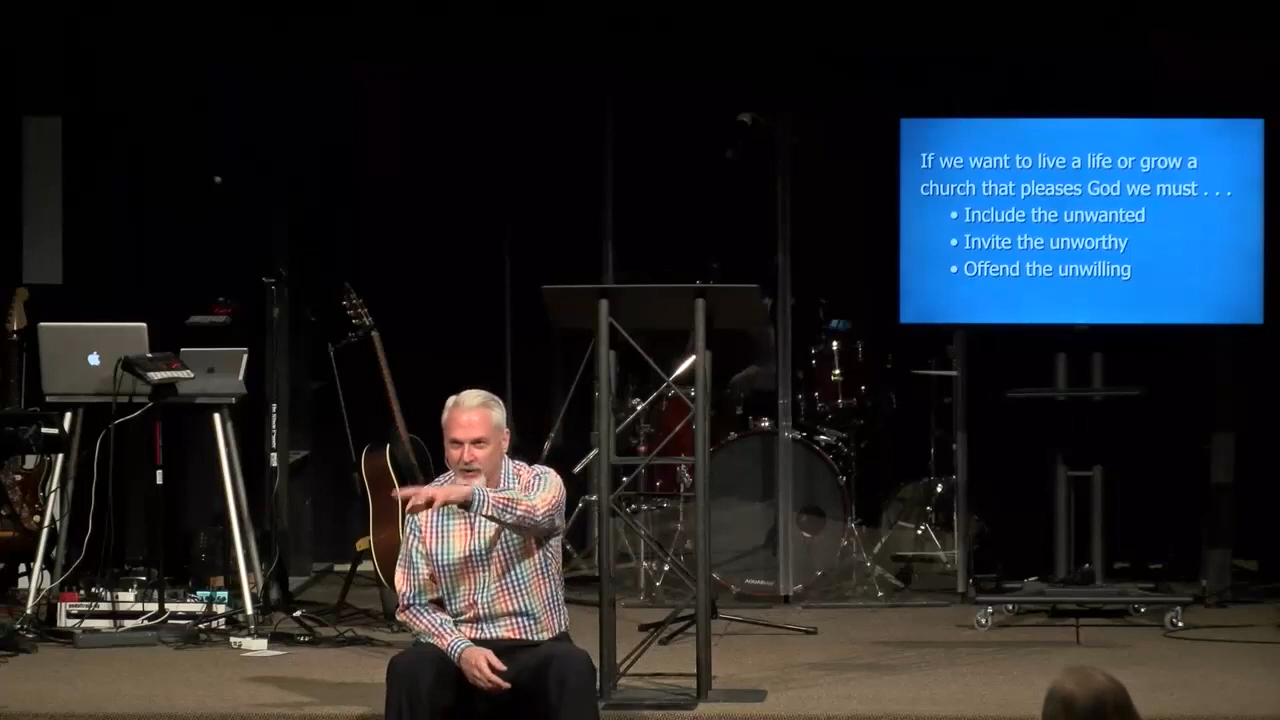 If we want to live a life or grow a
church that pleases God we must . . .
• Include the unwanted
• Invite the unworthy
• Offend the unwilling
AQUARIAN